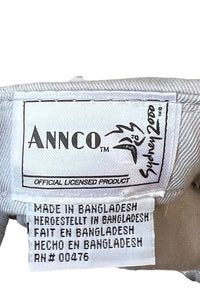 ANNCO™
Sydney 2000
OFFICIAL LICENSED PRODUCT
MADE IN BANGLADESH
HERGESTELLT IN BANGLADESH
FAIT EN BANGLADESH
HECHO EN BANGLADESH
RN# 00476